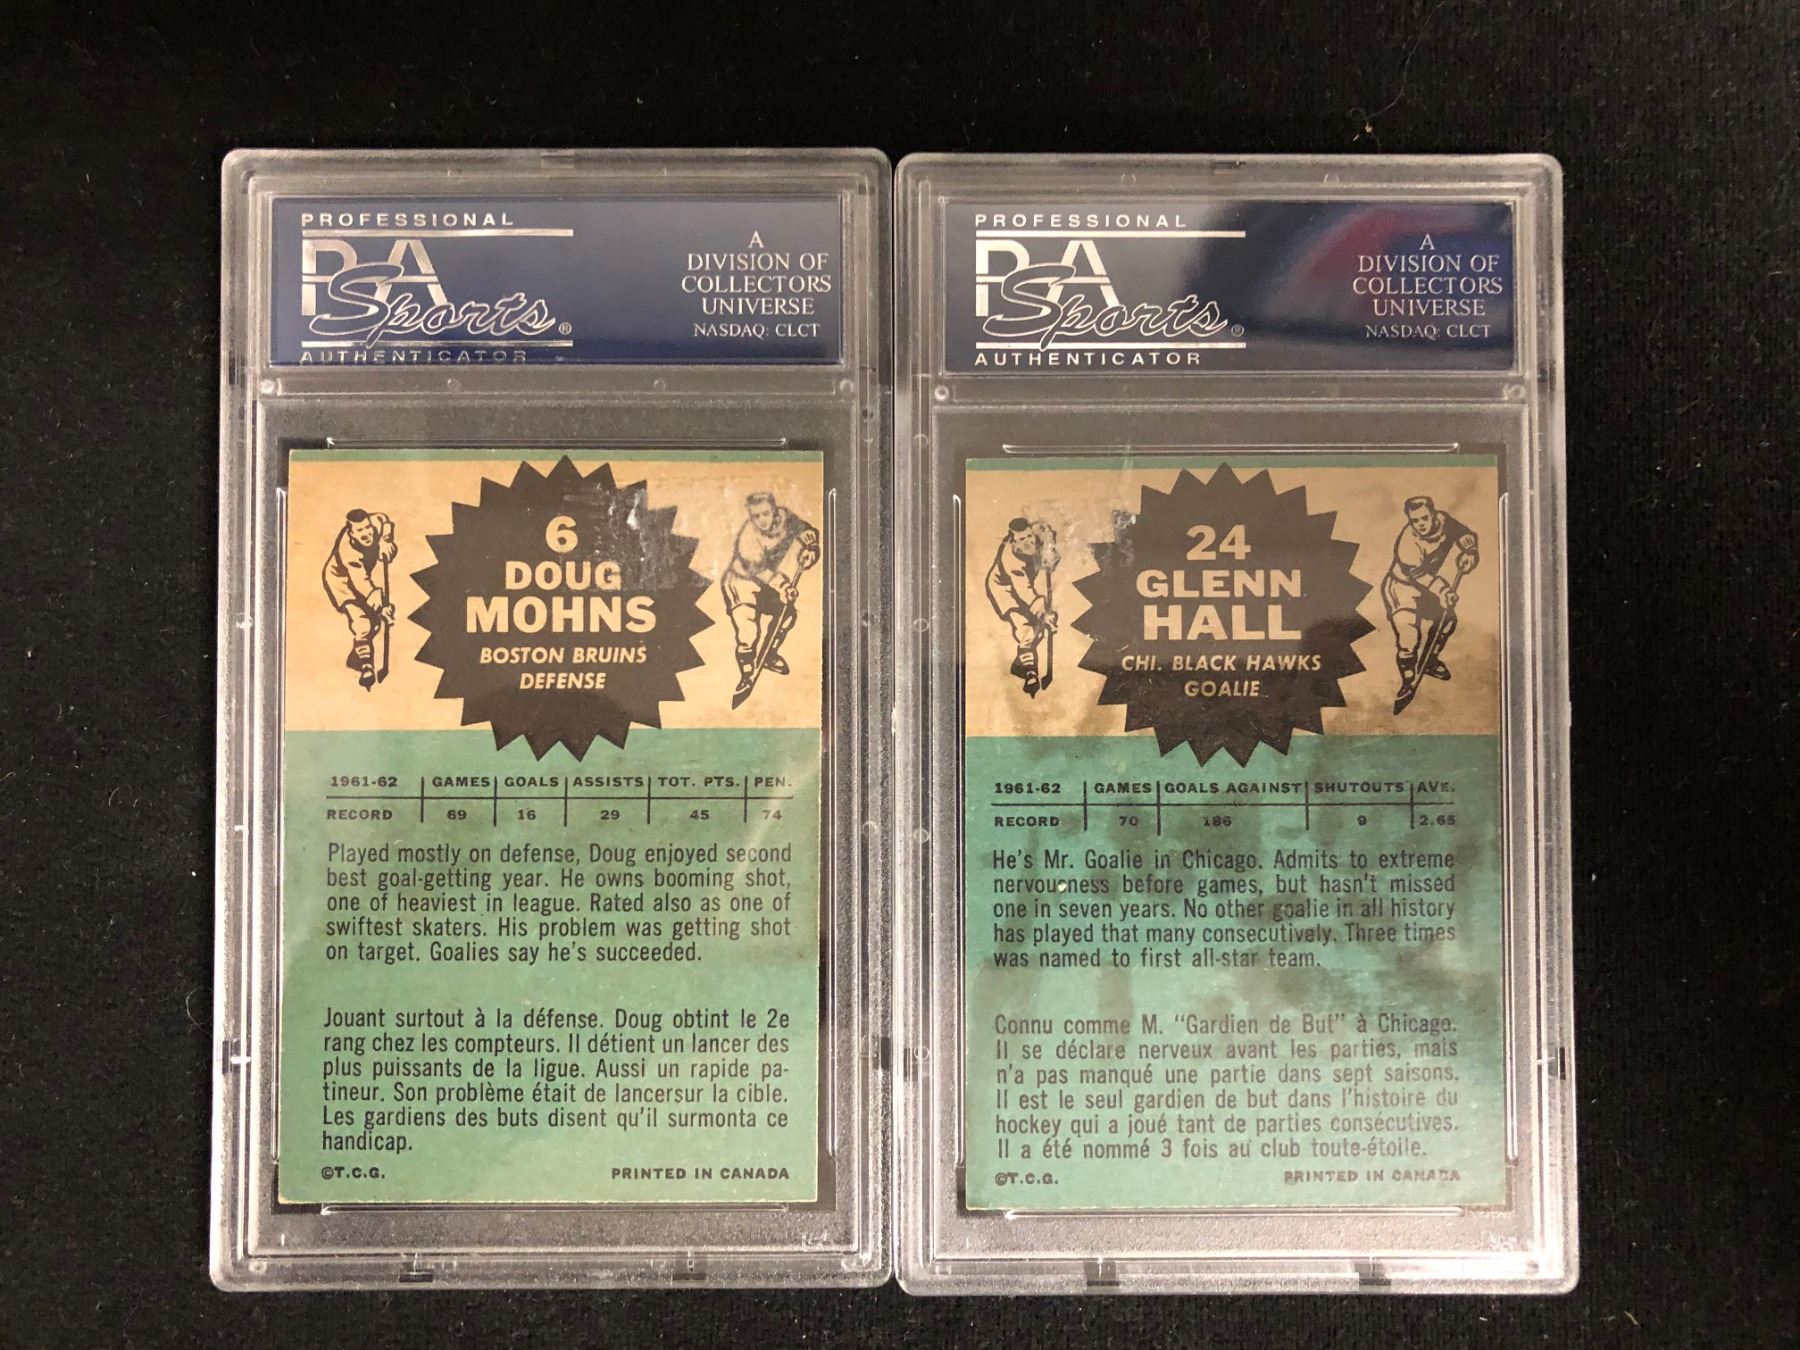 PROFESSIONAL
PSA
Sports®
AUTHENTICATOR
A
DIVISION OF
COLLECTORS
UNIVERSE
NASDAQ: CLCT
6
DOUG
MOHNS
BOSTON BRUINS
DEFENSE
1961-62 GAMES GOALS ASSISTS TOT. PTS. PEN.
RECORD 69 16 29 45 74
Played mostly on defense, Doug enjoyed second
best goal-getting year. He owns booming shot,
one of heaviest in league. Rated also as one of
swiftest skaters. His problem was getting shot
on target. Goalies say he's succeeded.
Jouant surtout à la défense. Doug obtint le 2e
rang chez les compteurs. Il détient un lancer des
plus puissants de la ligue. Aussi un rapide pa-
tineur. Son problème était de lancersur la cible.
Les gardiens des buts disent qu'il surmonta ce
handicap.
©T.C.G. PRINTED IN CANADA
PROFESSIONAL
PSA
Sports®
AUTHENTICATOR
A
DIVISION OF
COLLECTORS
UNIVERSE
NASDAQ: CLCT
24
GLENN
HALL
CHI. BLACK HAWKS
GOALIE
1961-62 GAMES GOALS AGAINST SHUTOUTS AVE.
RECORD 70 186 9 2.65
He's Mr. Goalie in Chicago. Admits to extreme
nervousness before games, but hasn't missed
one in seven years. No other goalie in all history
has played that many consecutively. Three times
was named to first all-star team.
Connu comme M. "Gardien de But" à Chicago.
Il se déclare nerveux avant les parties, mais
n'a pas manqué une partie dans sept saisons.
Il est le seul gardien de but dans l'histoire du
hockey qui a joué tant de parties consécutives.
Il a été nommé 3 fois au club toute-étoile.
©T.C.G. PRINTED IN CANADA